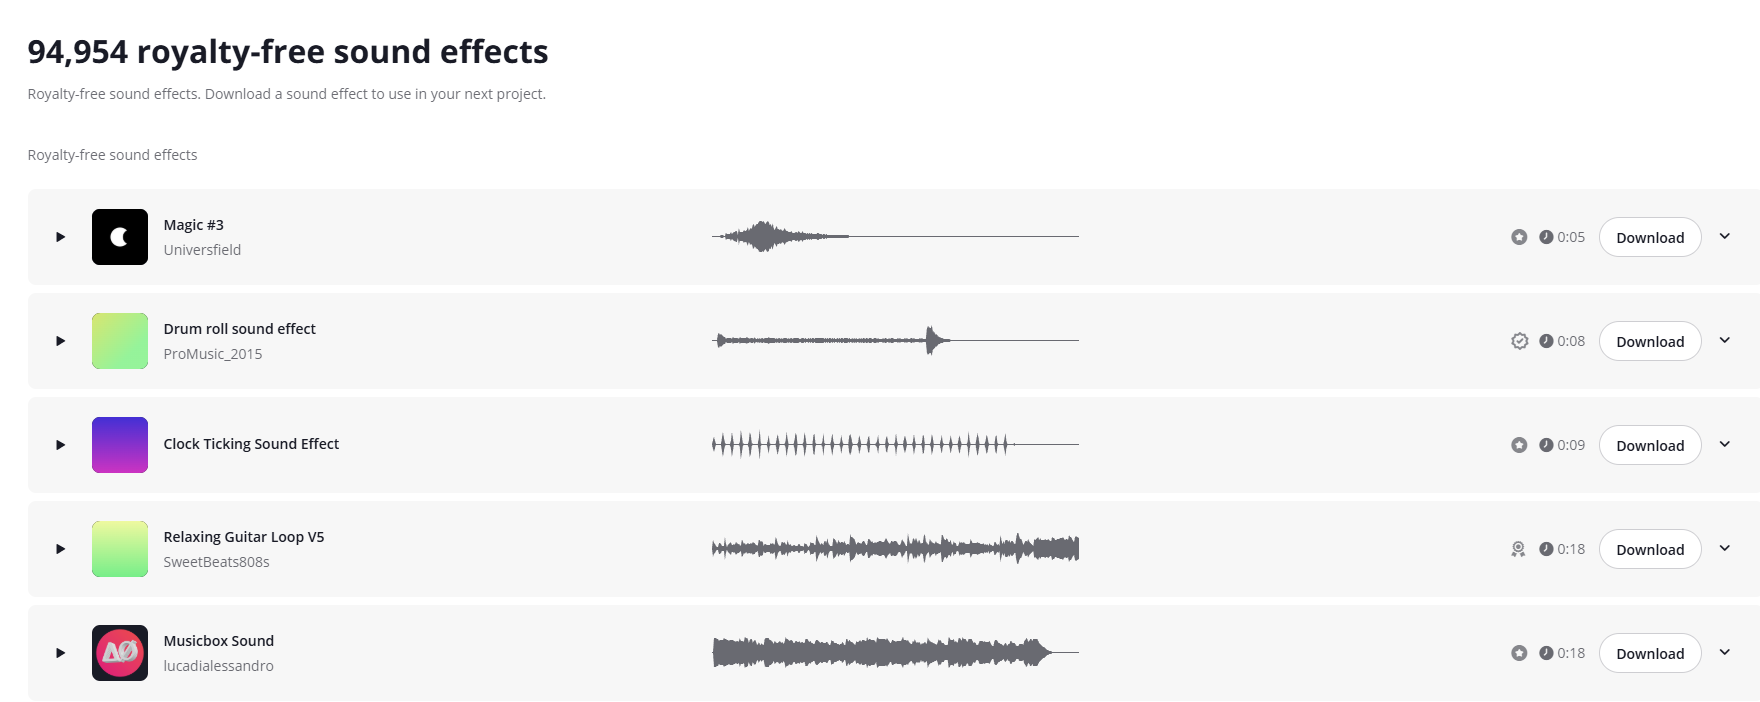 94,954 royalty-free sound effects
Royalty-free sound effects. Download a sound effect to use in your next project.
Royalty-free sound effects
Magic #3
Universfield
0:05
Download
Drum roll sound effect
ProMusic_2015
0:08
Download
Clock Ticking Sound Effect
0:09
Download
Relaxing Guitar Loop V5
SweetBeats808s
0:18
Download
Musicbox Sound
lucadialessandro
0:18
Download